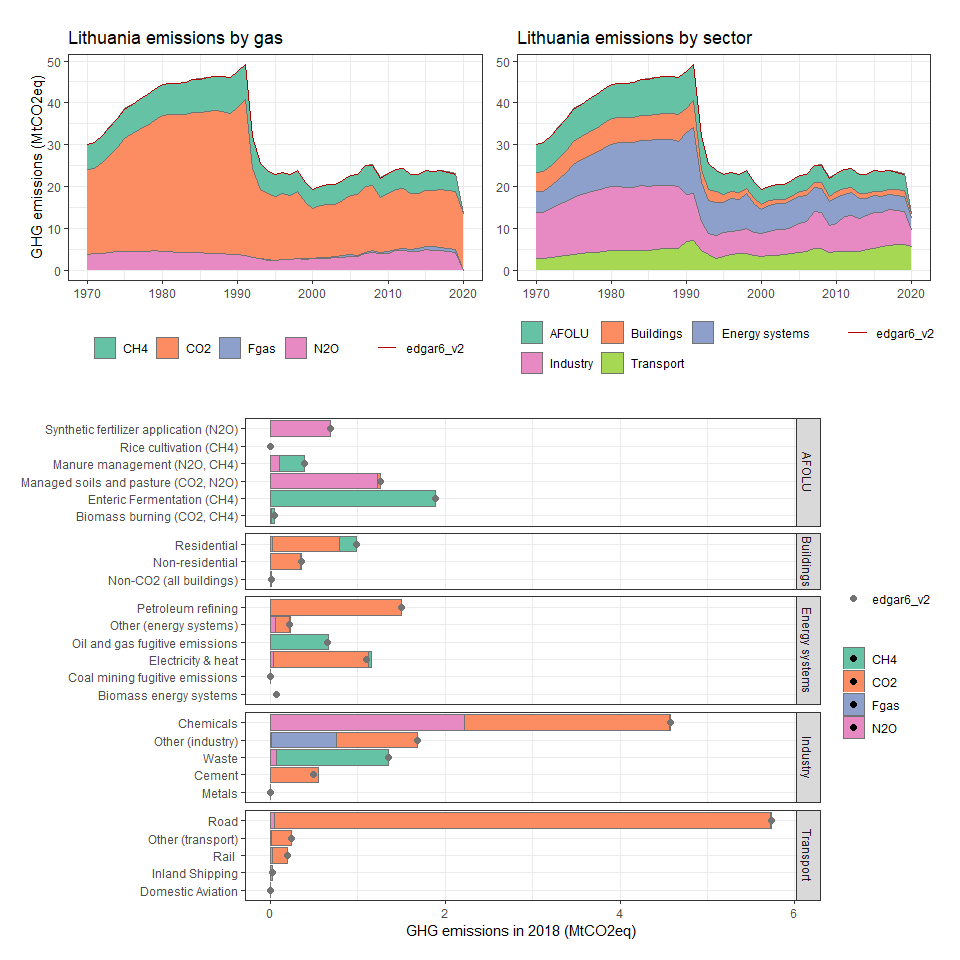 Lithuania emissions by gas
Lithuania emissions by sector
GHG emissions (MtCO2eq)
50
40
30
20
10
0
1970 1980 1990 2000 2010 2020
50
40
30
20
10
0
1970 1980 1990 2000 2010 2020
CH4 CO2 Fgas N2O edgar6_v2
AFOLU Buildings Energy systems edgar6_v2
Industry Transport
Synthetic fertilizer application (N2O)
Rice cultivation (CH4)
Manure management (N2O, CH4)
Managed soils and pasture (CO2, N2O)
Enteric Fermentation (CH4)
Biomass burning (CO2, CH4)
AFOLU
Residential
Non-residential
Non-CO2 (all buildings)
Buildings
Petroleum refining
Other (energy systems)
Oil and gas fugitive emissions
Electricity & heat
Coal mining fugitive emissions
Biomass energy systems
Energy systems
Chemicals
Other (industry)
Waste
Cement
Metals
Industry
Road
Other (transport)
Rail
Inland Shipping
Domestic Aviation
Transport
0 2 4 6
GHG emissions in 2018 (MtCO2eq)
edgar6_v2
CH4
CO2
Fgas
N2O